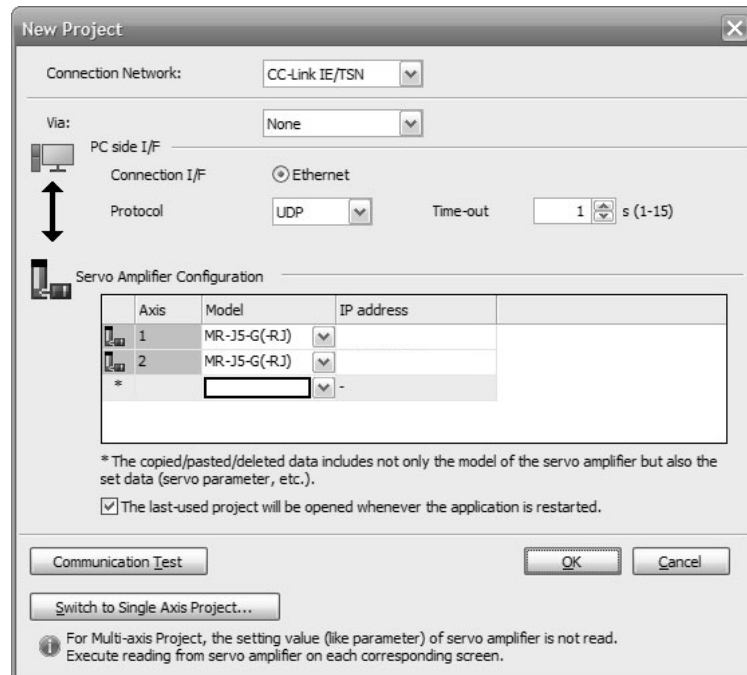 New Project
Connection Network: CC-Link IE/TSN
Via: None
PC side I/F
Connection I/F Ethernet
Protocol UDP Time-out 1 s (1-15)
Servo Amplifier Configuration
Axis Model IP address
1 MR-J5-G(-RJ)
2 MR-J5-G(-RJ)
* -
* The copied/pasted/deleted data includes not only the model of the servo amplifier but also the
set data (servo parameter, etc.).
The last-used project will be opened whenever the application is restarted.
Communication Test OK Cancel
Switch to Single Axis Project...
For Multi-axis Project, the setting value (like parameter) of servo amplifier is not read.
Execute reading from servo amplifier on each corresponding screen.